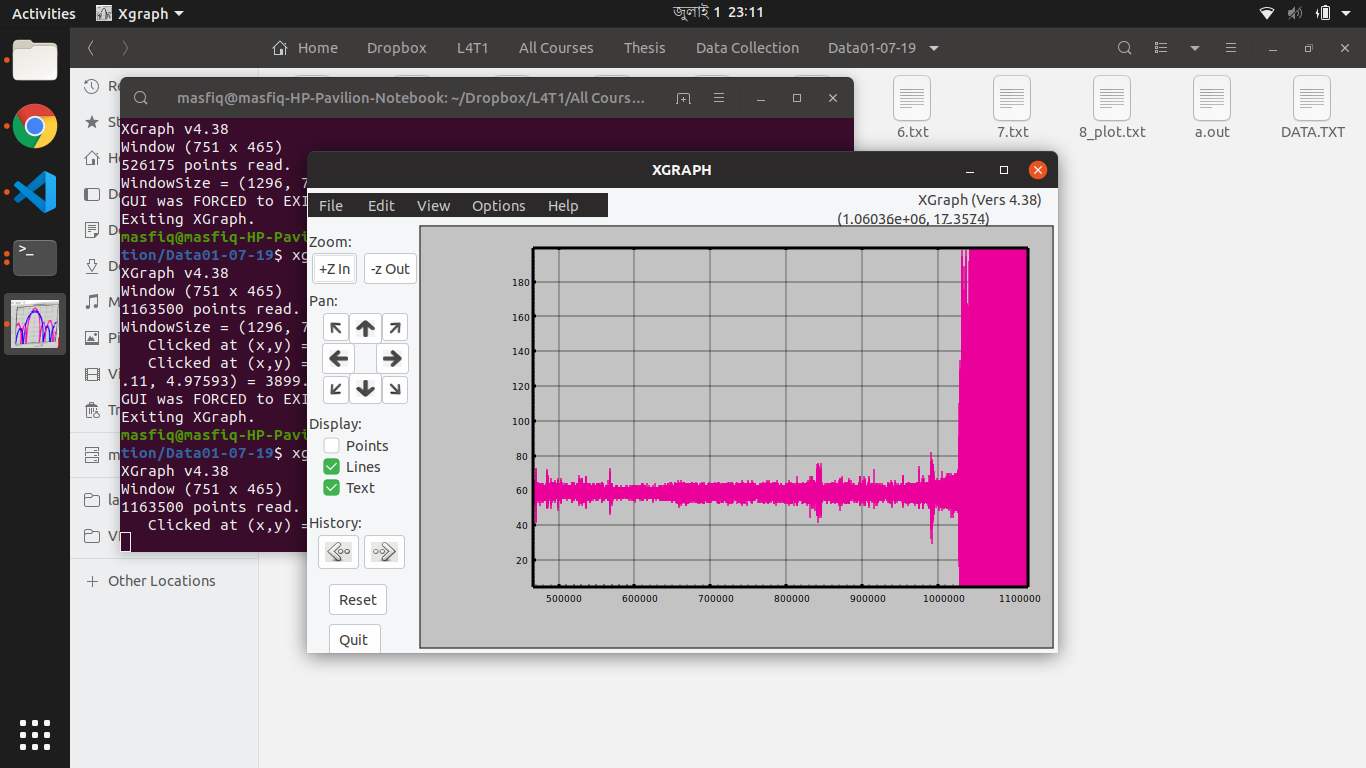 Activities Xgraph জুলাই 1 23:11
Home Dropbox L4T1 All Courses Thesis Data Collection Data01-07-19
masfiq@masfiq-HP-Pavilion-Notebook: ~/Dropbox/L4T1/All Cours...
6.txt 7.txt 8_plot.txt a.out DATA.TXT
XGraph v4.38
Window (751 x 465)
526175 points read.
WindowSize = (1296, 7
GUI was FORCED to EXI
Exiting XGraph.
masfiq@masfiq-HP-Pavi
tion/Data01-07-19$ xg
XGraph v4.38
Window (751 x 465)
1163500 points read.
WindowSize = (1296, 7
Clicked at (x,y) =
Clicked at (x,y) =
.11, 4.97593) = 3899.
GUI was FORCED to EXI
Exiting XGraph.
masfiq@masfiq-HP-Pavi
tion/Data01-07-19$ xg
XGraph v4.38
Window (751 x 465)
1163500 points read.
Clicked at (x,y) =
Other Locations
XGRAPH
File Edit View Options Help
XGraph (Vers 4.38)
(1.06036e+06, 17.3574)
Zoom:
+Z In -z Out
Pan:
Display:
Points
Lines
Text
History:
Reset
Quit
180
160
140
120
100
80
60
40
20
500000 600000 700000 800000 900000 1000000 1100000